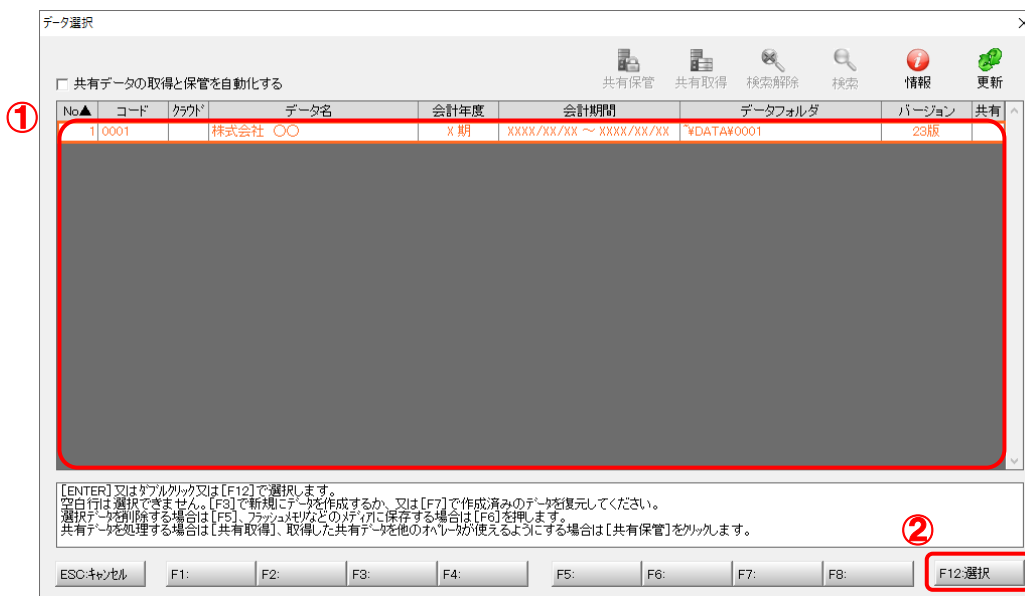 データ選択
□ 共有データの取得と保管を自動化する
共有保管 共有取得 検索解除 検索 情報 更新
①
No▲ コード クラウド データ名 会計年度 会計期間 データフォルダ バージョン 共有
1 0001 株式会社 〇〇 X 期 XXXX/XX/XX ～ XXXX/XX/XX ~¥DATA¥0001 23版
[ENTER]又はダブルクリック又は[F12]で選択します。
空白行は選択できません。[F3]で新規にデータを作成するか、又は[F7]で作成済みのデータを復元してください。
選択データを削除する場合は[F5]、フラッシュメモリなどのメディアに保存する場合は[F6]を押します。
共有データを処理する場合は[共有取得]、取得した共有データを他のオペレータが使えるようにする場合は[共有保管]をクリックします。
②
ESC:キャンセル F1: F2: F3: F4: F5: F6: F7: F8: F12:選択